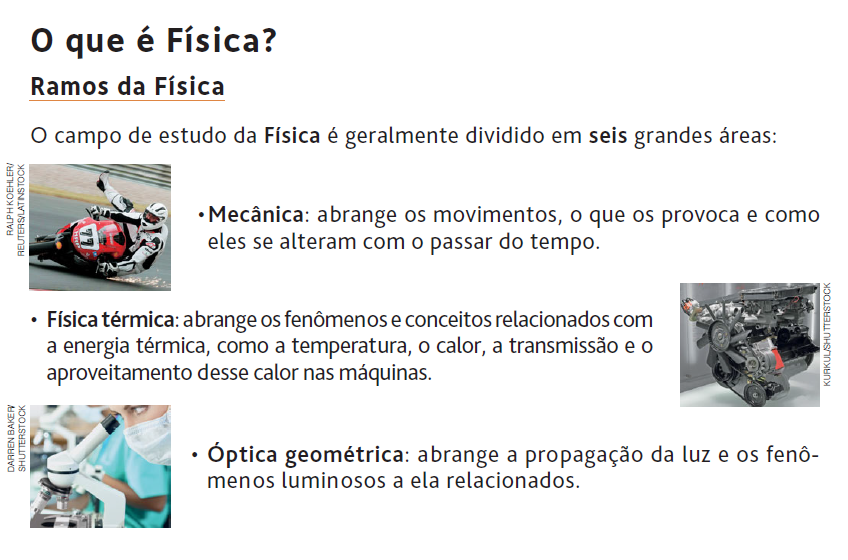 O que é Física?
Ramos da Física
O campo de estudo da Física é geralmente dividido em seis grandes áreas:
RALPH KOEHLER/
REUTERS/LATINSTOCK
77
• Mecânica: abrange os movimentos, o que os provoca e como
eles se alteram com o passar do tempo.
• Física térmica: abrange os fenômenos e conceitos relacionados com
a energia térmica, como a temperatura, o calor, a transmissão e o
aproveitamento desse calor nas máquinas.
KURKUL/SHUTTERSTOCK
DARREN BAKER/
SHUTTERSTOCK
• Óptica geométrica: abrange a propagação da luz e os fenô-
menos luminosos a ela relacionados.